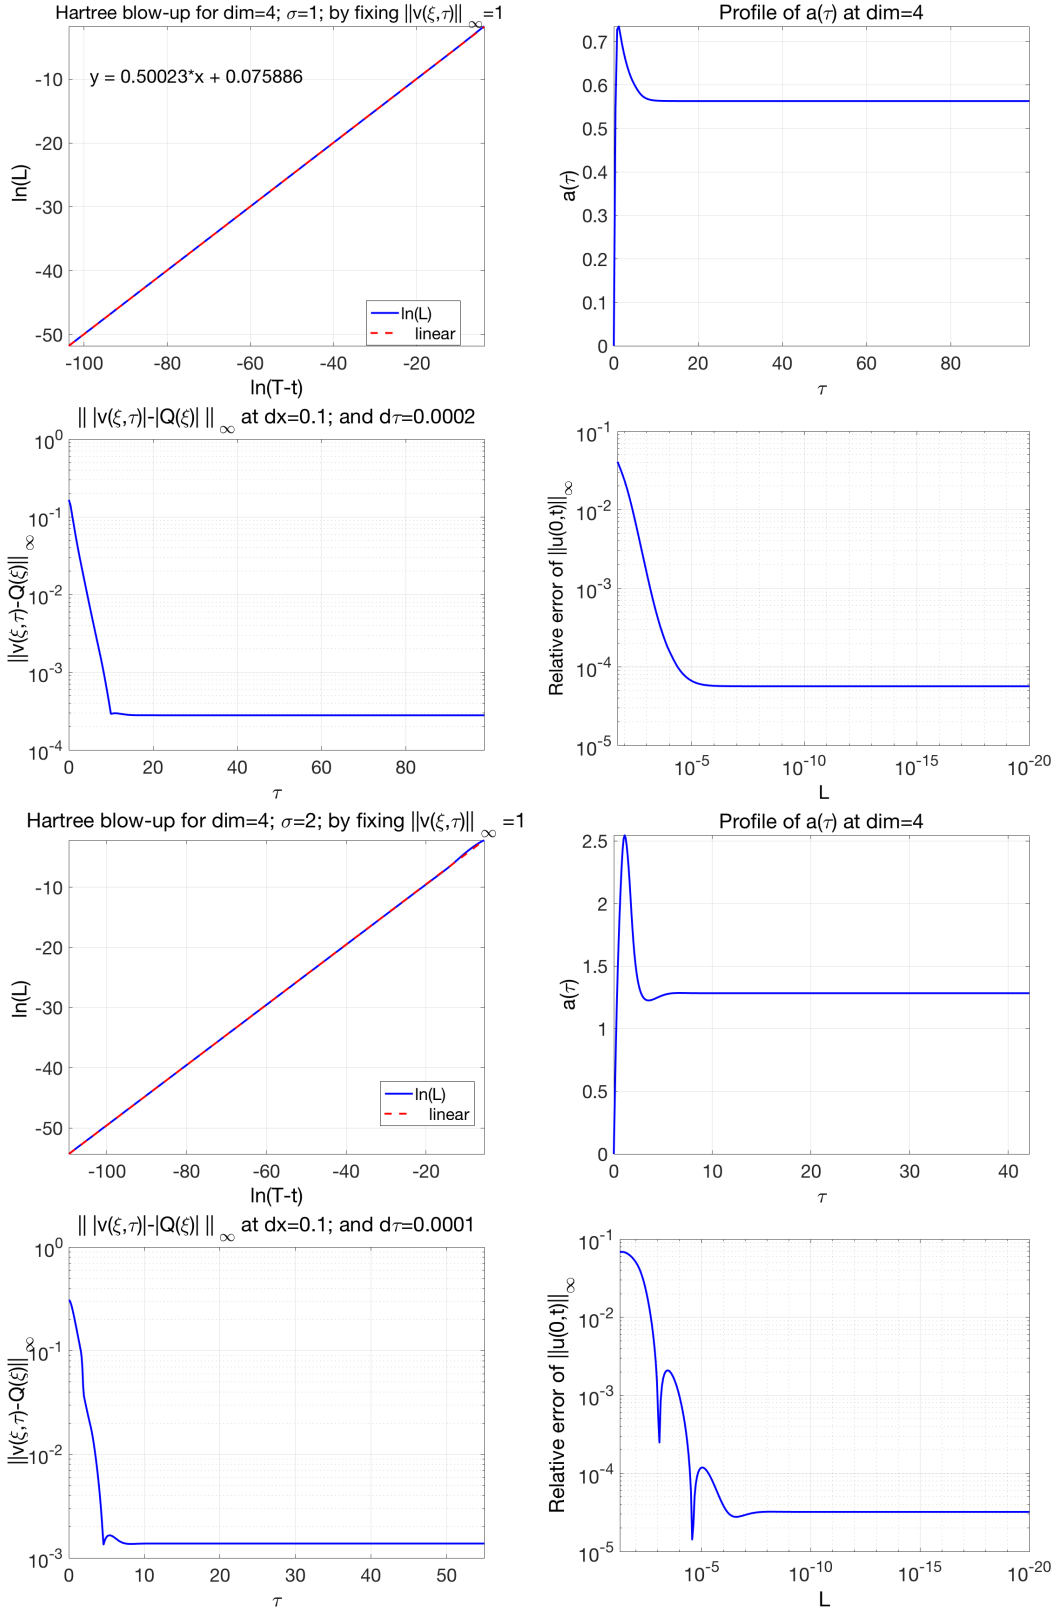 Hartree blow-up for dim=4; σ=1; by fixing ||v(ξ,τ)||∞=1
y = 0.50023*x + 0.075886
-10
-20
-30
-40
-50
ln(L)
ln(L)
linear
-100 -80 -60 -40 -20
ln(T-t)
Profile of a(τ) at dim=4
0.7
0.6
0.5
0.4
0.3
0.2
0.1
0
a(τ)
0 20 40 60 80
τ
|| |v(ξ,τ)|-|Q(ξ)| ||∞ at dx=0.1; and dτ=0.0002
10^0
10^-1
10^-2
10^-3
10^-4
||v(ξ,τ)-Q(ξ)||∞
0 20 40 60 80
τ
10^-1
10^-2
10^-3
10^-4
10^-5
Relative error of ||u(0,t)||∞
10^-5 10^-10 10^-15 10^-20
L
Hartree blow-up for dim=4; σ=2; by fixing ||v(ξ,τ)||∞ =1
-10
-20
-30
-40
-50
ln(L)
ln(L)
linear
-100 -80 -60 -40 -20
ln(T-t)
Profile of a(τ) at dim=4
2.5
2
1.5
1
0.5
0
a(τ)
0 10 20 30 40
τ
|| |v(ξ,τ)|-|Q(ξ)| ||∞ at dx=0.1; and dτ=0.0001
10^0
10^-1
10^-2
10^-3
||v(ξ,τ)-Q(ξ)||∞
0 10 20 30 40 50
τ
10^-1
10^-2
10^-3
10^-4
10^-5
Relative error of ||u(0,t)||∞
10^-5 10^-10 10^-15 10^-20
L